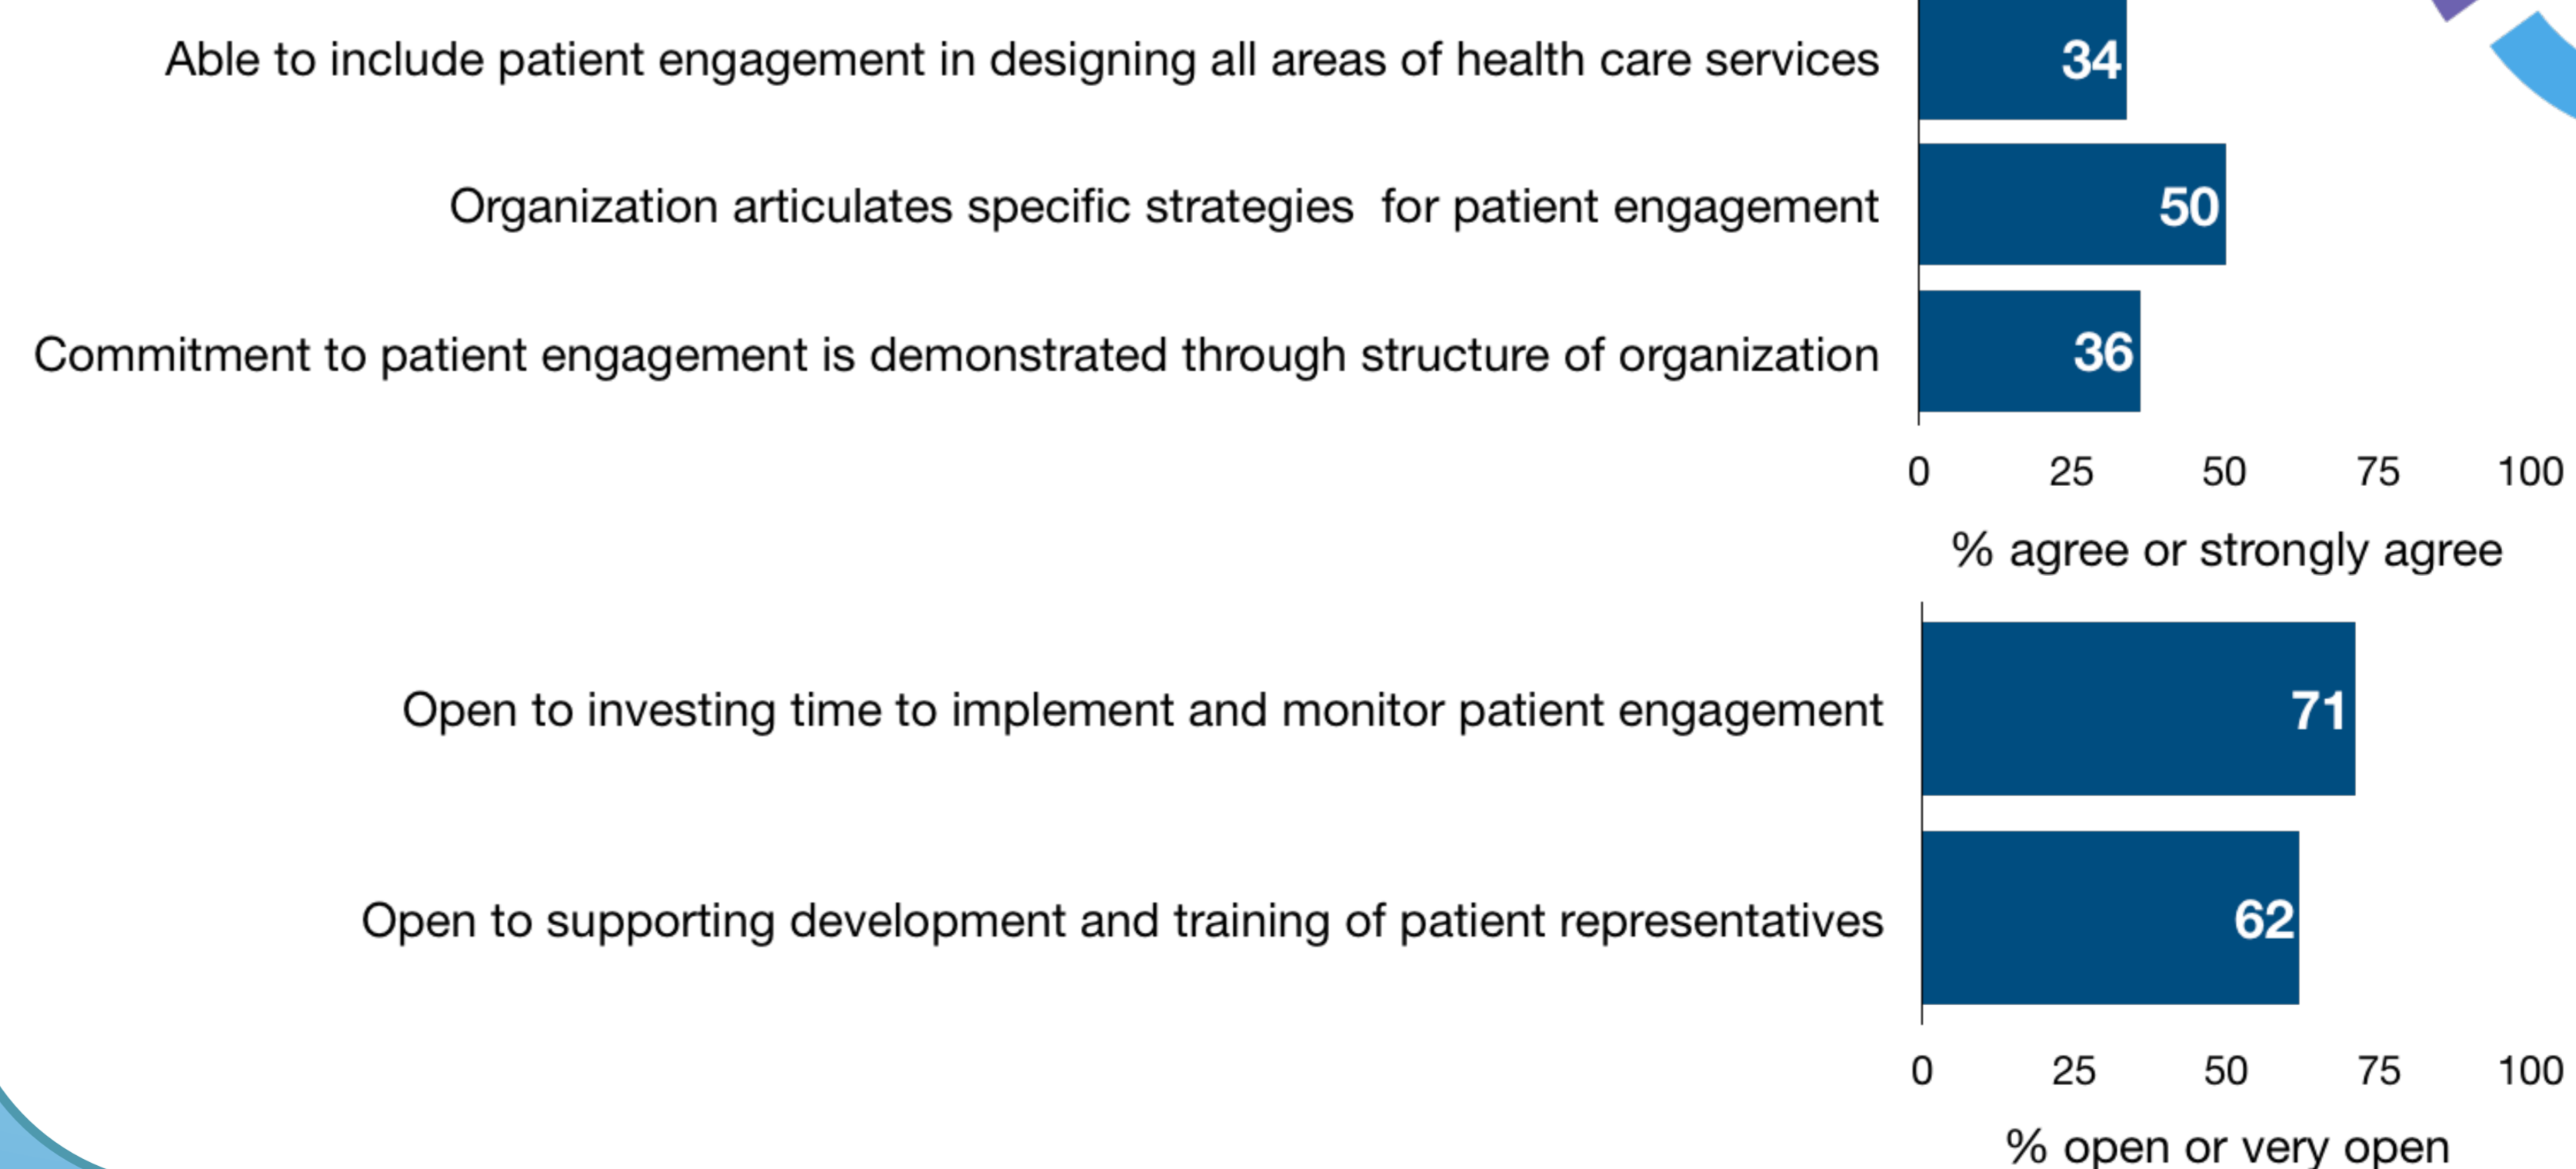 Able to include patient engagement in designing all areas of health care services 34
Organization articulates specific strategies  for patient engagement 50
Commitment to patient engagement is demonstrated through structure of organization 36
0 25 50 75 100
% agree or strongly agree
Open to investing time to implement and monitor patient engagement 71
Open to supporting development and training of patient representatives 62
0 25 50 75 100
% open or very open